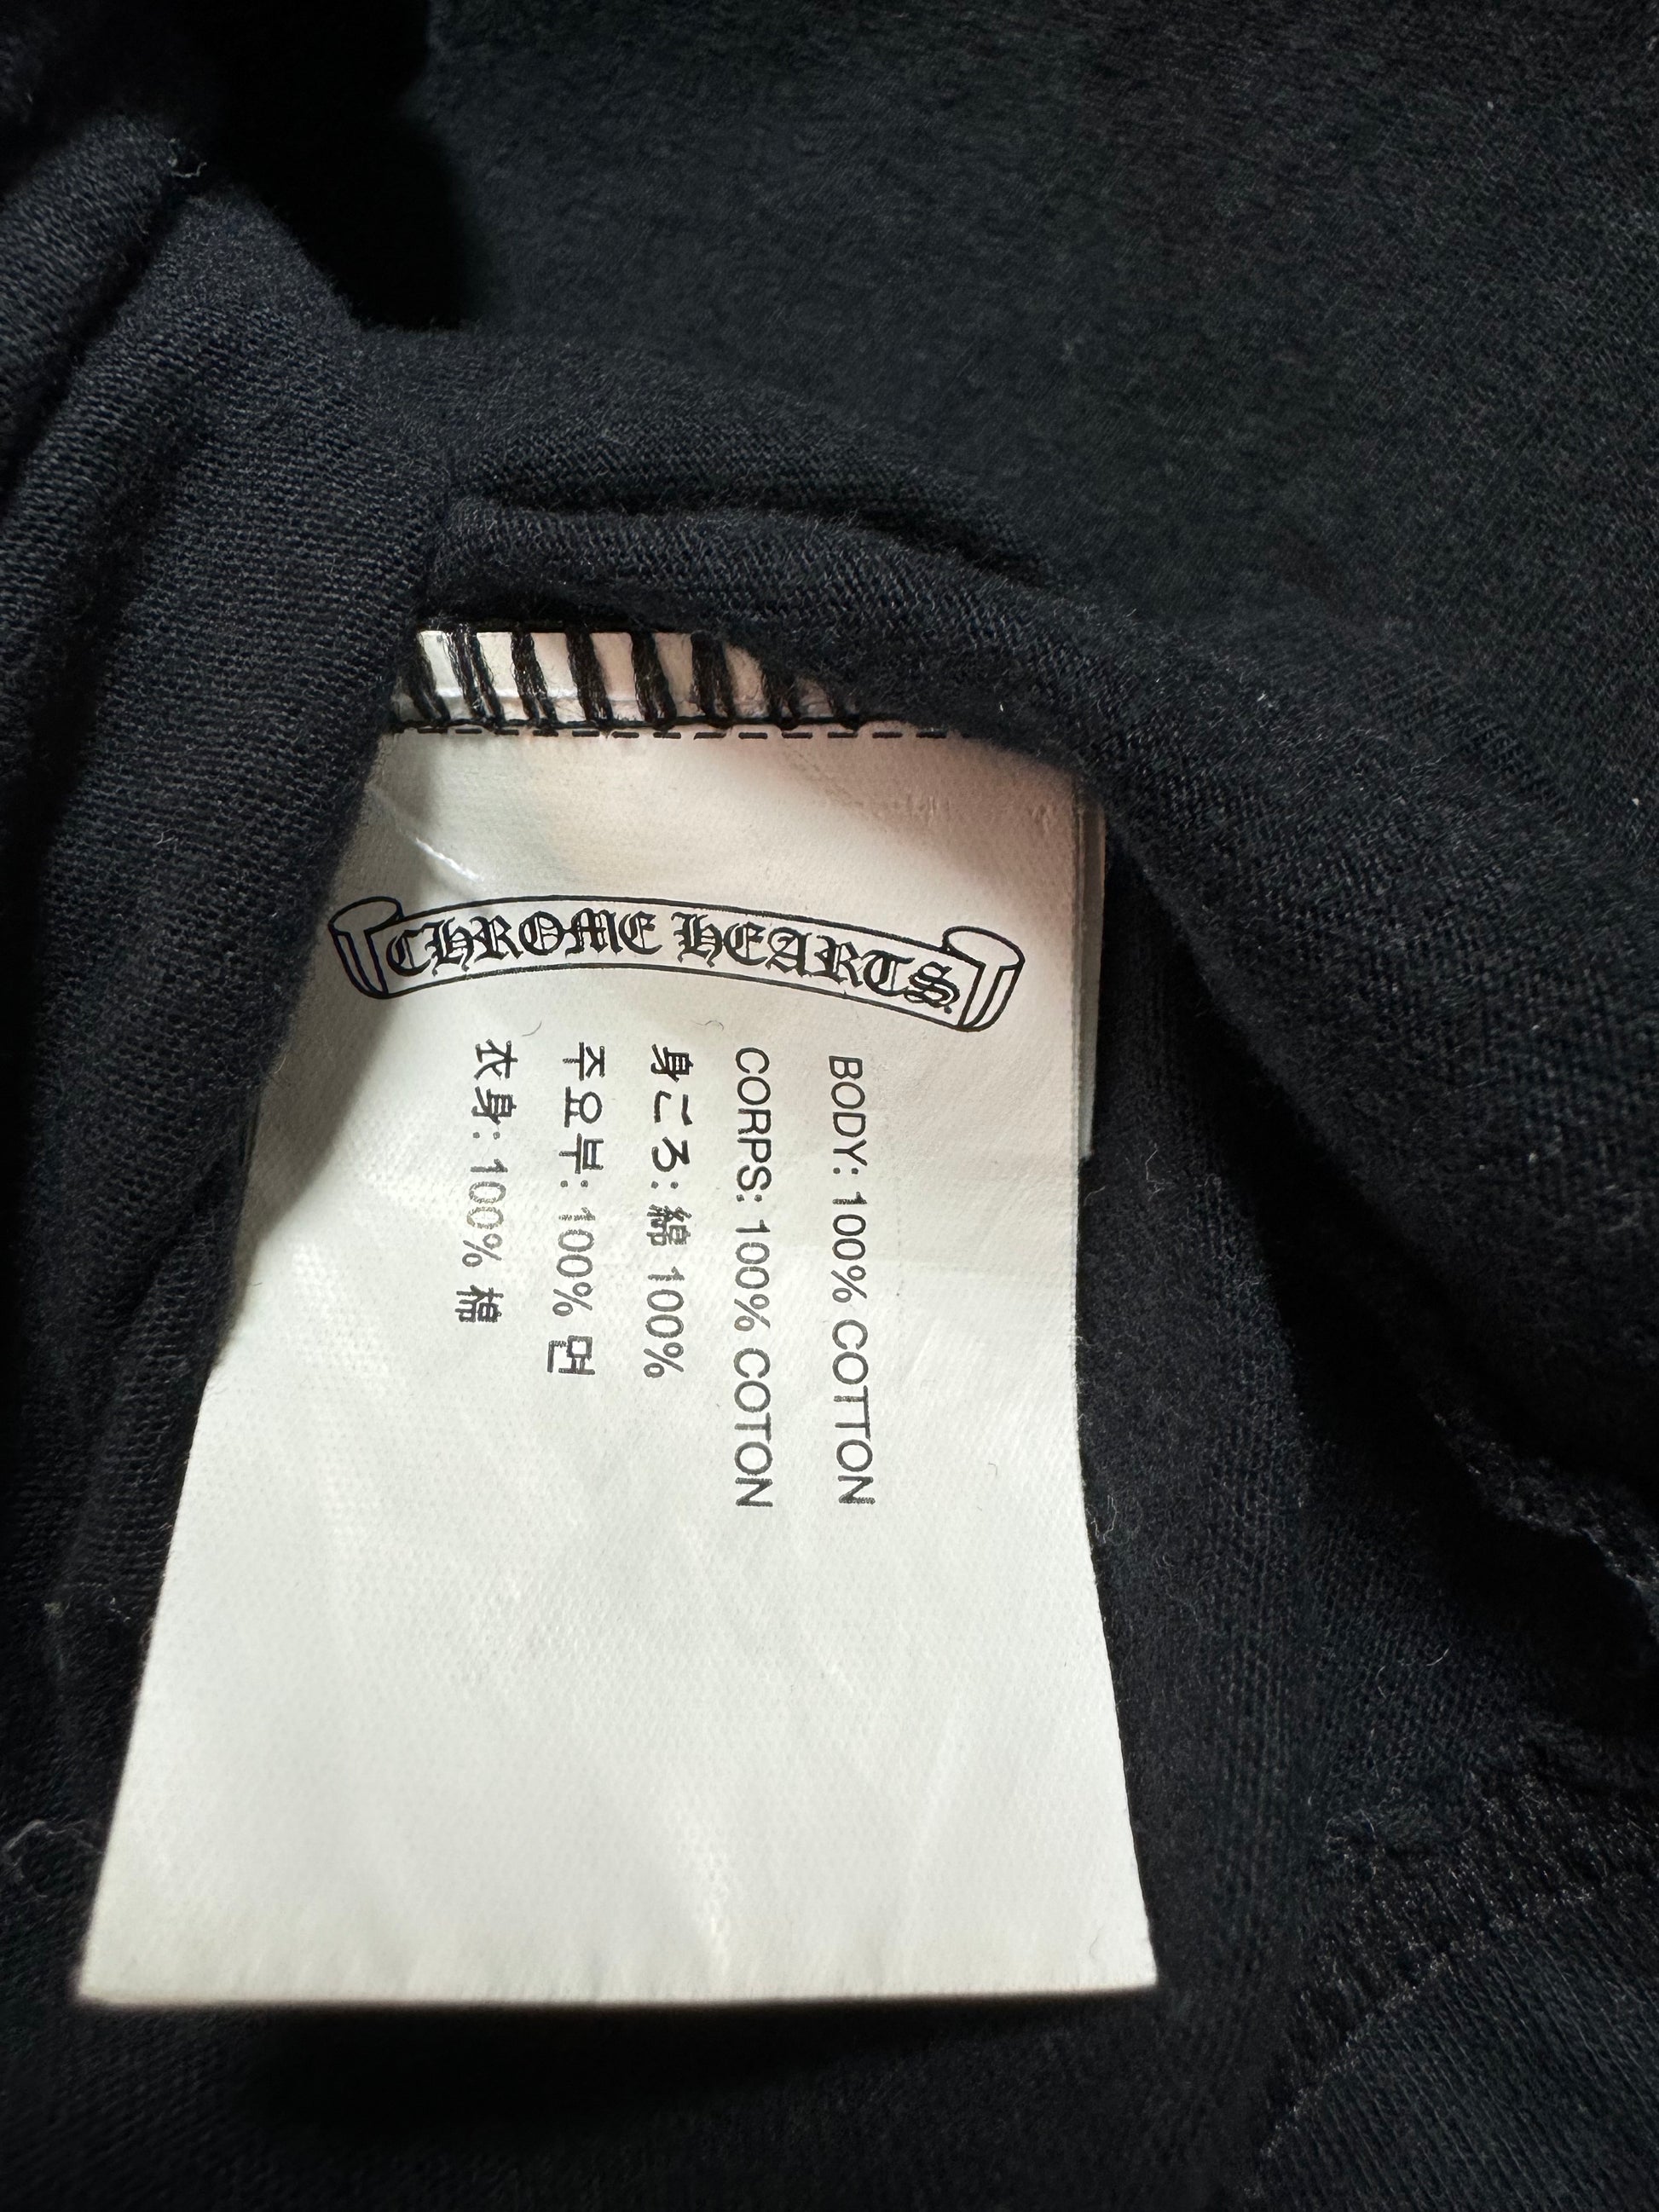 CHROME HEARTS
BODY: 100% COTTON
CORPS: 100% COTON
身ごろ: 綿 100%
주요부: 100% 면
衣身: 100% 棉